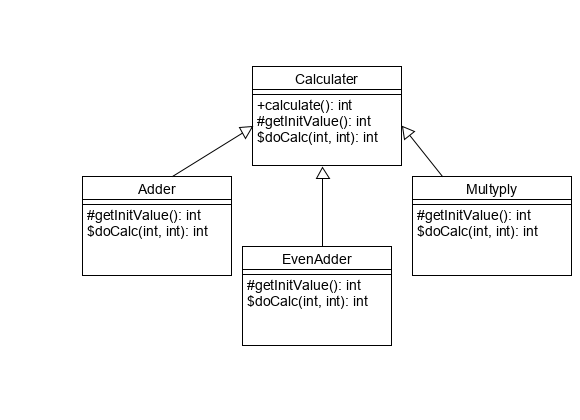 Calculater
+calculate(): int
#getInitValue(): int
$doCalc(int, int): int
Adder
#getInitValue(): int
$doCalc(int, int): int
Multyply
#getInitValue(): int
$doCalc(int, int): int
EvenAdder
#getInitValue(): int
$doCalc(int, int): int